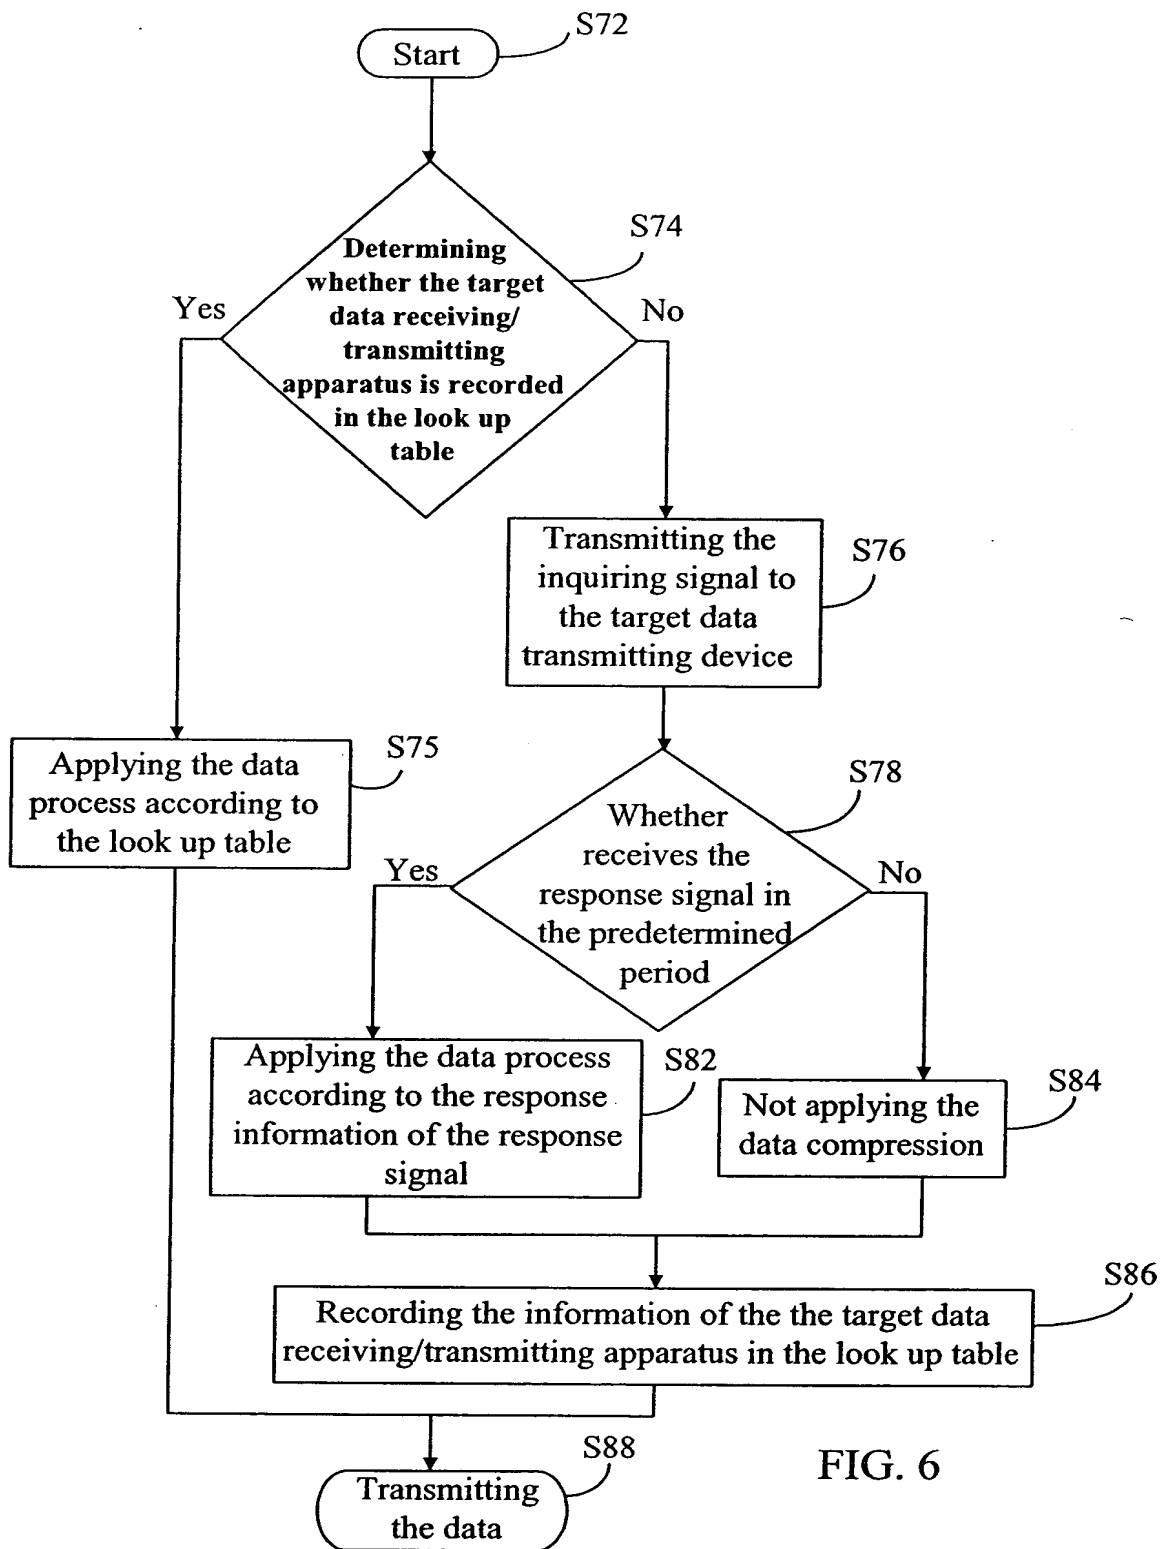 Start
S72
Determining
whether the target
data receiving/
transmitting
apparatus is recorded
in the look up
table
S74
Yes
No
Transmitting the
inquiring signal to
the target data
transmitting device
S76
Applying the data
process according to
the look up table
S75
Whether
receives the
response signal in
the predetermined
period
S78
Yes
No
Applying the data process
according to the response
information of the response
signal
S82
Not applying the
data compression
S84
Recording the information of the the target data
receiving/transmitting apparatus in the look up table
S86
Transmitting
the data
S88
FIG. 6